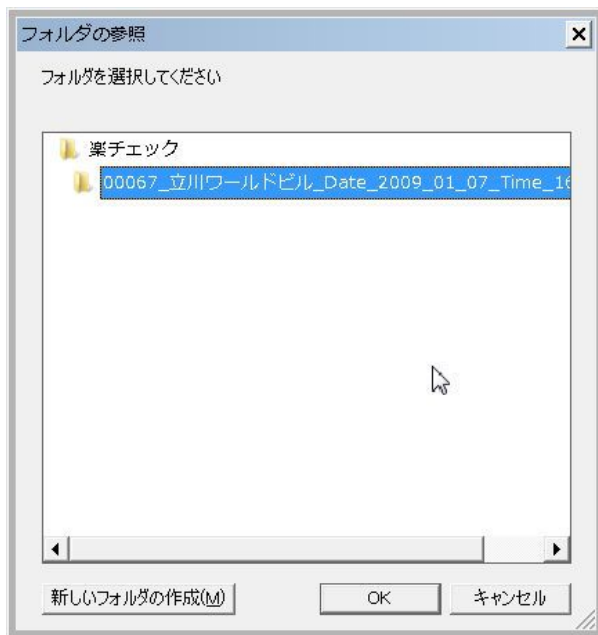 フォルダの参照
フォルダを選択してください
楽チェック
00067_立川ワールドビル_Date_2009_01_07_Time_16
新しいフォルダの作成(M)
OK
キャンセル